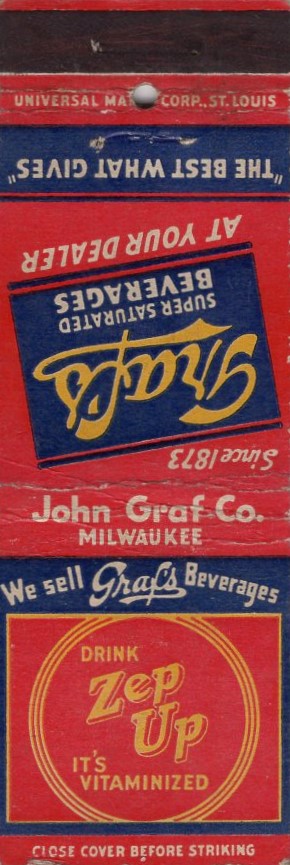 UNIVERSAL MATCH CORP., ST. LOUIS
"THE BEST WHAT GIVES"
AT YOUR DEALER
SUPER SATURATED
BEVERAGES
Graf's
Since 1873
John Graf Co.
MILWAUKEE
We sell Graf's Beverages
DRINK
Zep
Up
IT'S
VITAMINIZED
CLOSE COVER BEFORE STRIKING